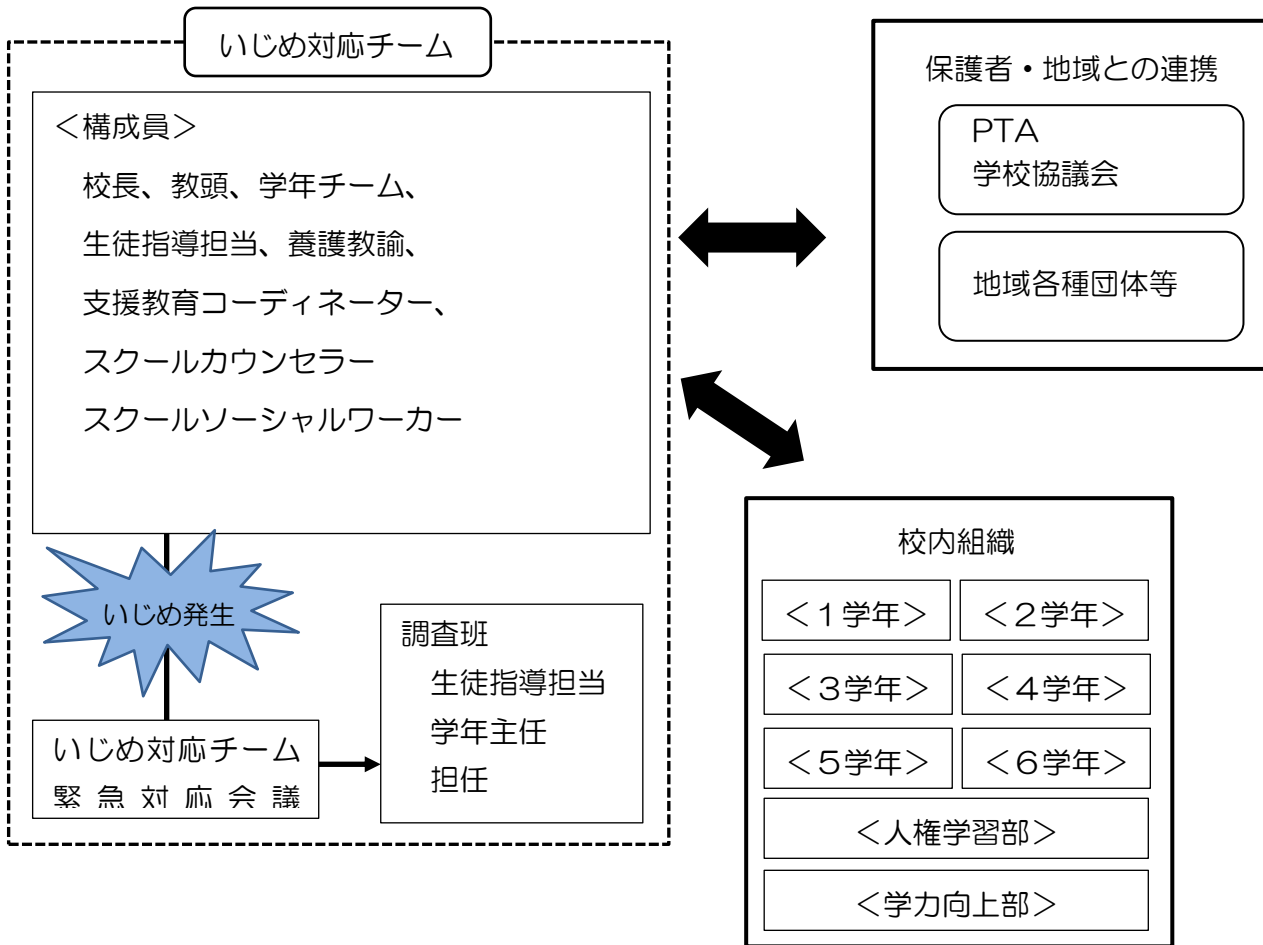 いじめ対応チーム
＜構成員＞
校長、教頭、学年チーム、
生徒指導担当、養護教諭、
支援教育コーディネーター、
スクールカウンセラー
スクールソーシャルワーカー
いじめ発生
いじめ対応チーム
緊急対応会議
調査班
生徒指導担当
学年主任
担任
保護者・地域との連携
PTA
学校協議会
地域各種団体等
校内組織
＜１学年＞
＜２学年＞
＜３学年＞
＜４学年＞
＜５学年＞
＜６学年＞
＜人権学習部＞
＜学力向上部＞